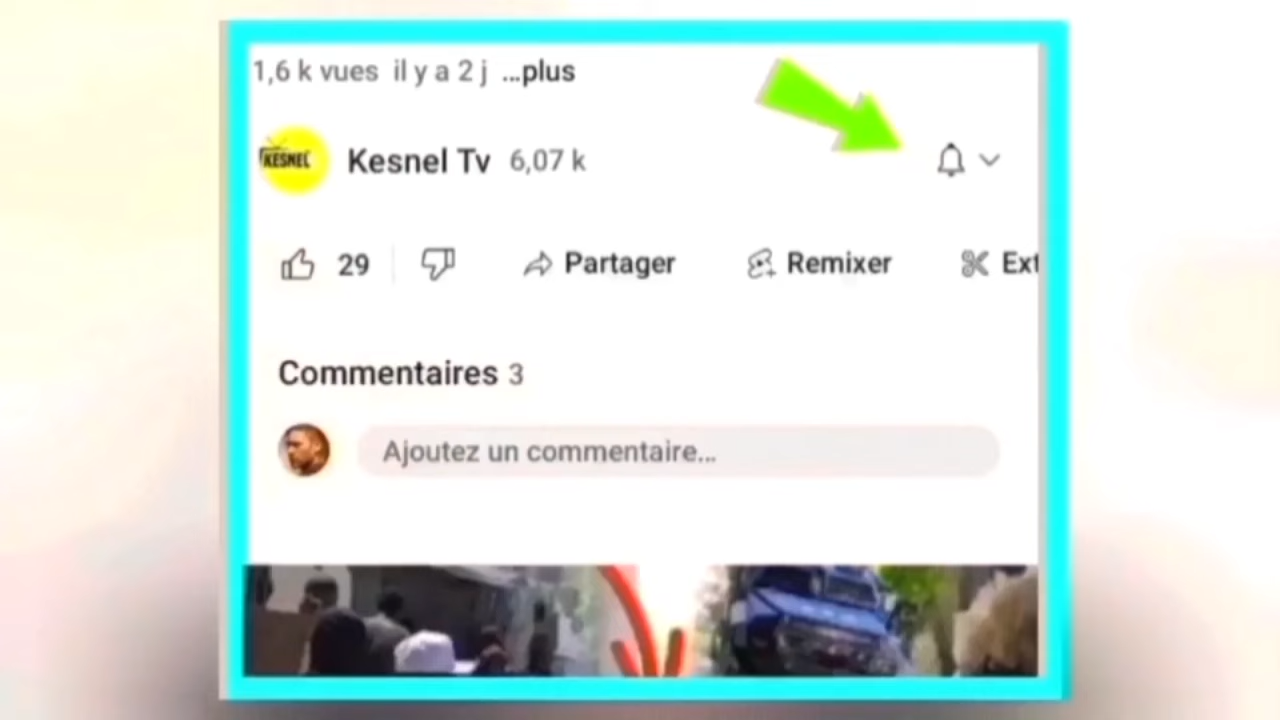 1,6 k vues il y a 2 j ...plus
KESNEL
Kesnel Tv 6,07 k
29 Partager Remixer Ext
Commentaires 3
Ajoutez un commentaire...